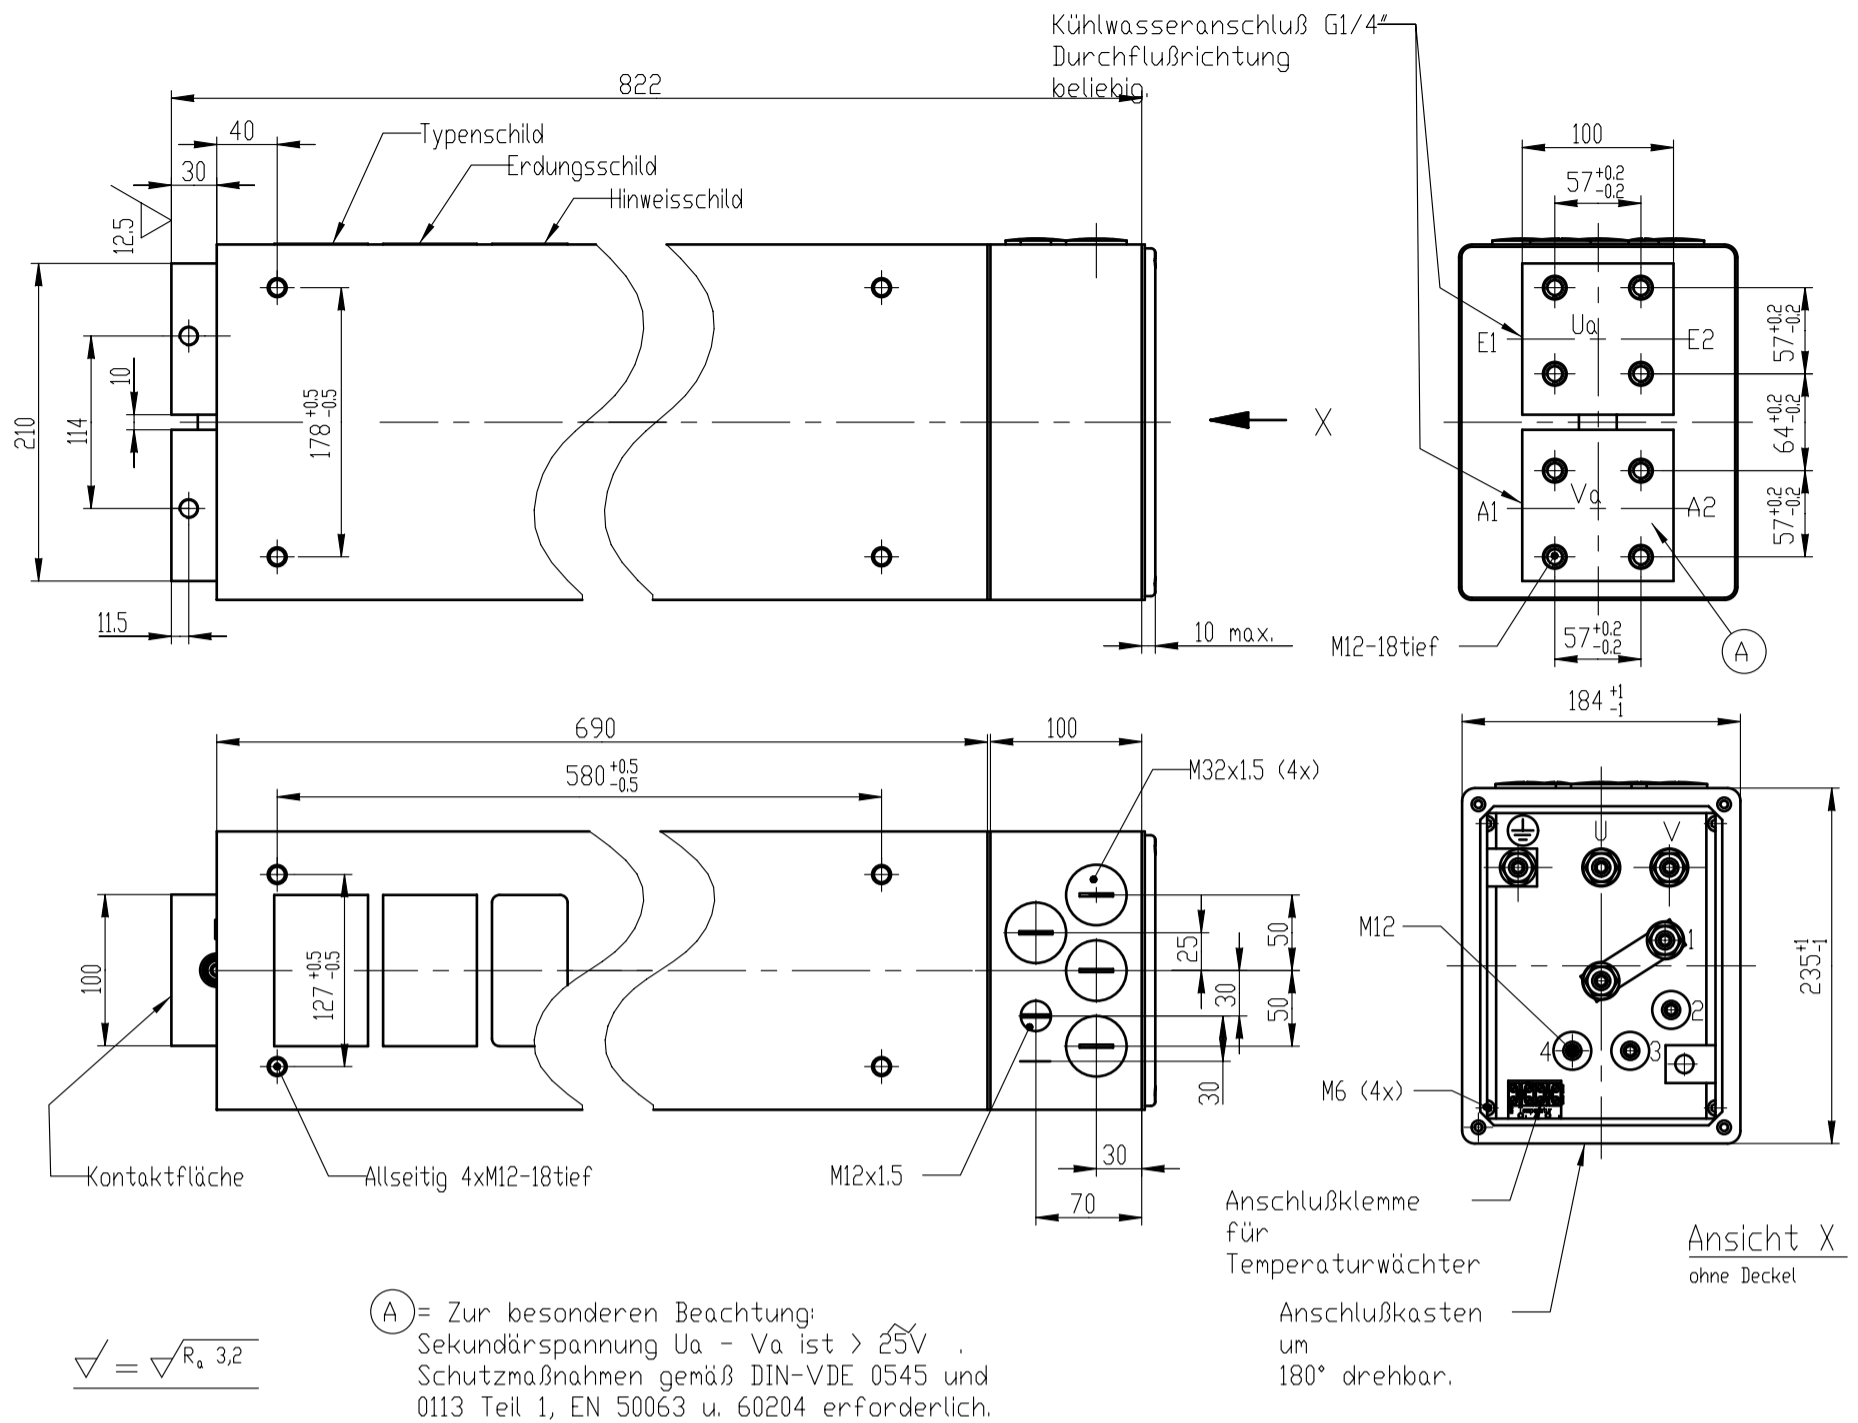 Kühlwasseranschluß G1/4"
Durchflußrichtung
beliebig.
822
40
Typenschild
Erdungsschild
Hinweisschild
30
12.5
100
57 +0.2 -0.2
210
114
10
178 +0.5 -0.5
X
E1
Ua
E2
57 +0.2 -0.2
64 +0.2 -0.2
A1
Va
A2
57 +0.2 -0.2
11.5
10 max.
M12-18tief
57 +0.2 -0.2
A
184 +1 -1
690
100
580 +0.5 -0.5
M32x1.5 (4x)
U
V
100
127 +0.5 -0.5
25
50
30
50
30
M12
1
2
3
4
235 +1 -1
M6 (4x)
Kontaktfläche
Allseitig 4xM12-18tief
M12x1.5
30
70
Anschlußklemme
für
Temperaturwächter
Ansicht X
ohne Deckel
Anschlußkasten
um
180° drehbar.
A = Zur besonderen Beachtung:
Sekundärspannung Ua - Va ist > 25V .
Schutzmaßnahmen gemäß DIN-VDE 0545 und
0113 Teil 1, EN 50063 u. 60204 erforderlich.
= Ra 3,2